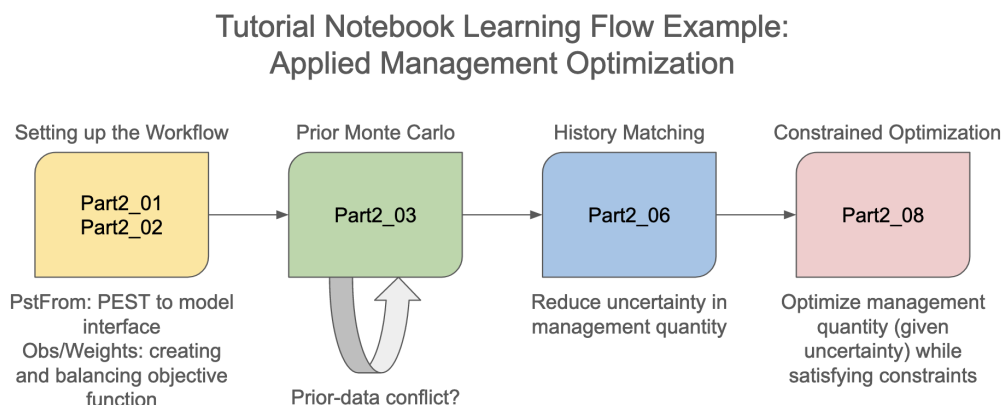 Tutorial Notebook Learning Flow Example:
Applied Management Optimization
Setting up the Workflow
Prior Monte Carlo
History Matching
Constrained Optimization
Part2_01
Part2_02
Part2_03
Part2_06
Part2_08
PstFrom: PEST to model
interface
Obs/Weights: creating
and balancing objective
function
Prior-data conflict?
Reduce uncertainty in
management quantity
Optimize management
quantity (given
uncertainty) while
satisfying constraints